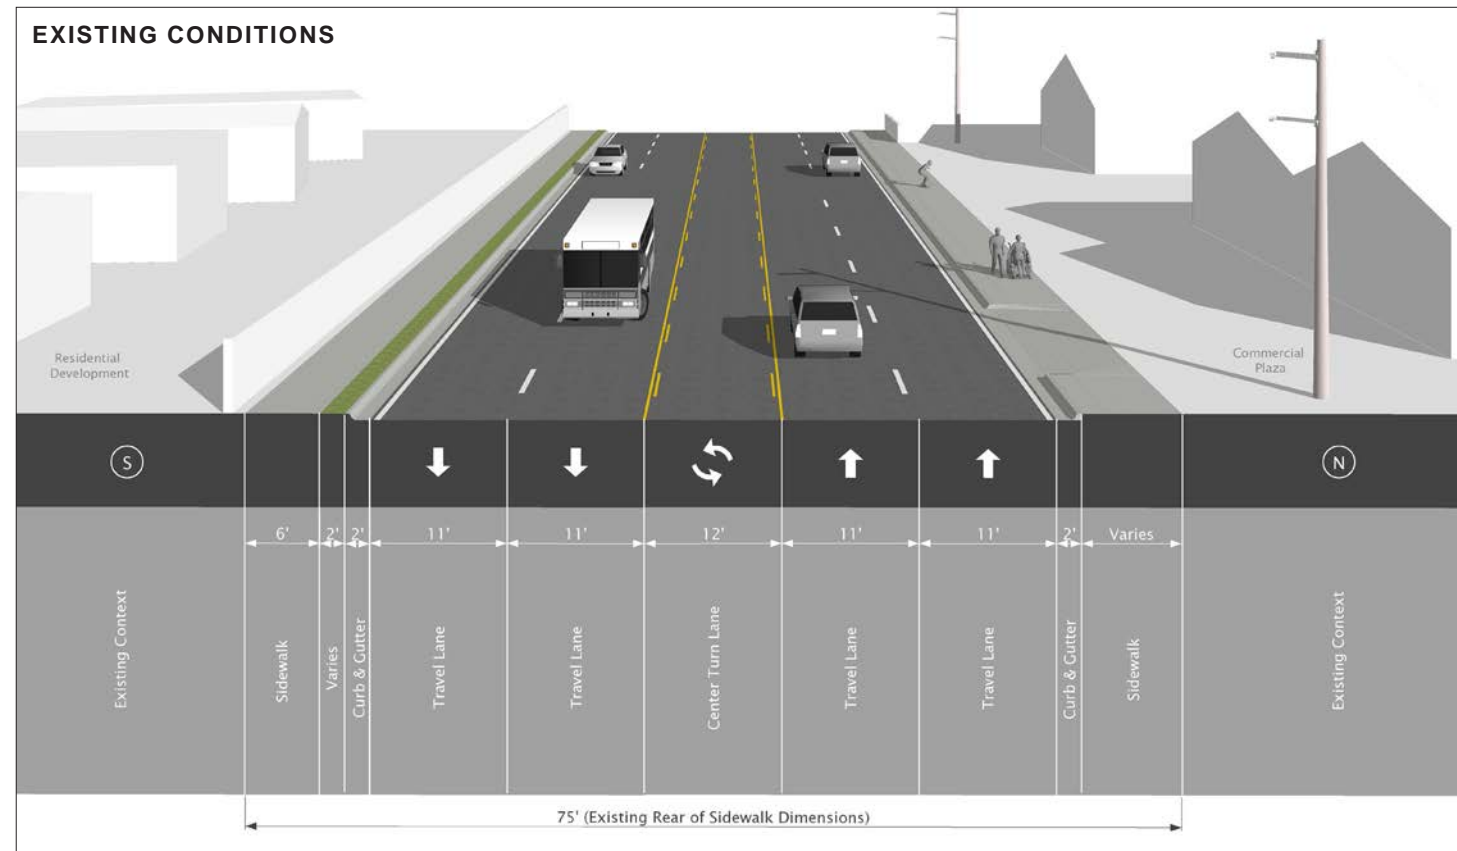 EXISTING CONDITIONS
Residential
Development
Commercial
Plaza
S
N
6'
2'
2'
11'
11'
12'
11'
11'
2'
Varies
Existing Context
Sidewalk
Varies
Curb & Gutter
Travel Lane
Travel Lane
Center Turn Lane
Travel Lane
Travel Lane
Curb & Gutter
Sidewalk
Existing Context
75' (Existing Rear of Sidewalk Dimensions)